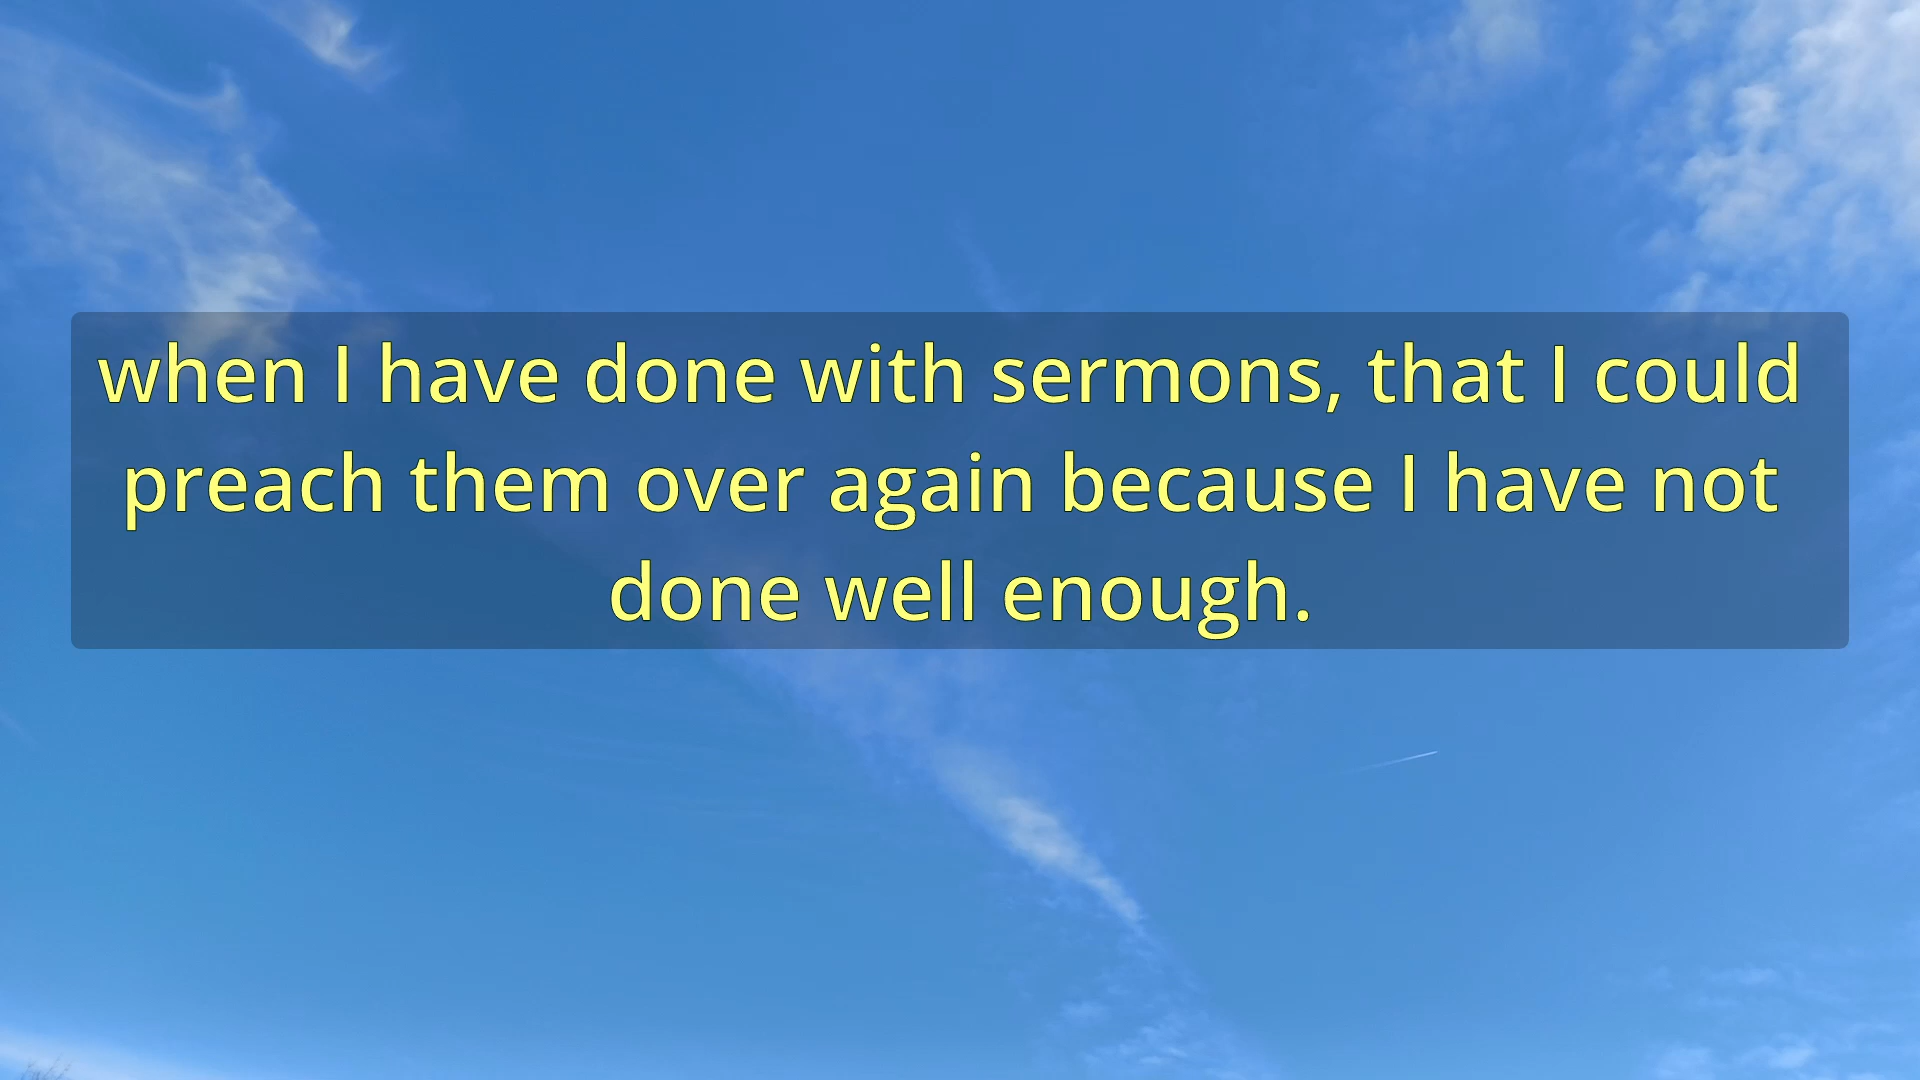 when I have done with sermons, that I could
preach them over again because I have not
done well enough.